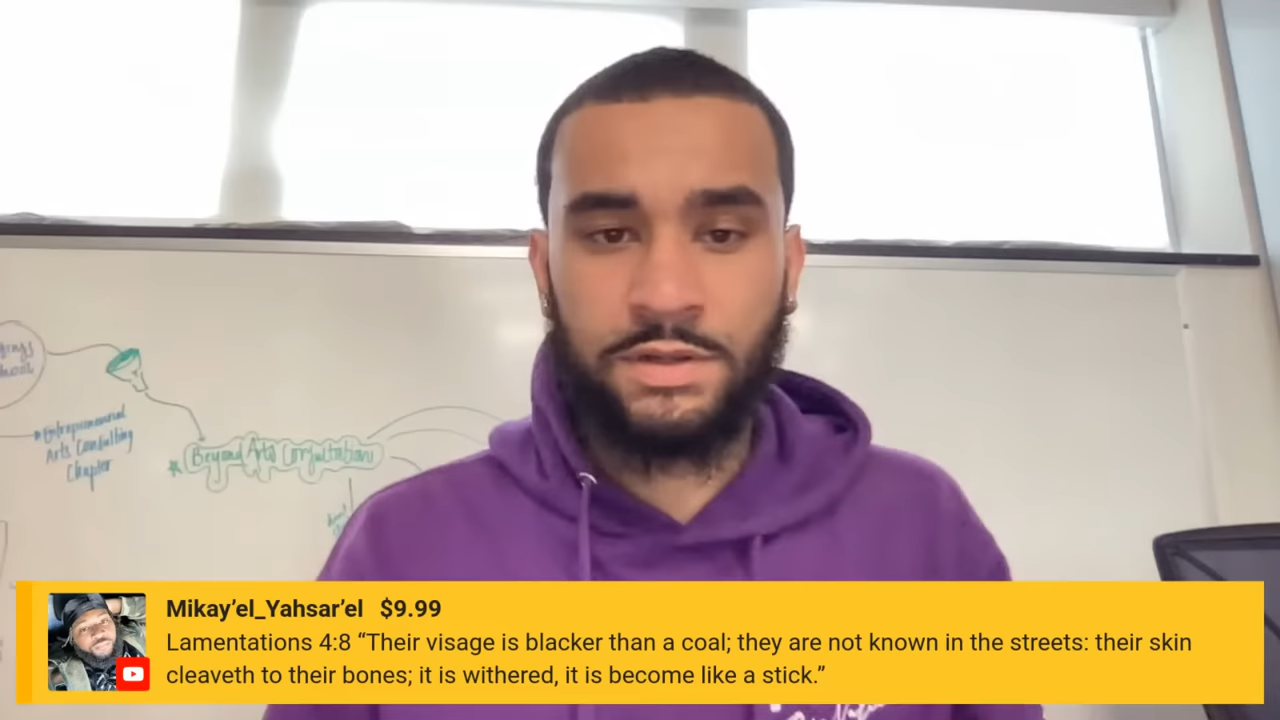 Entrepreneurial
Arts Consulting
Chapter
Beyond Arts Consultation
Mikay’el_Yahsar’el $9.99
Lamentations 4:8 “Their visage is blacker than a coal; they are not known in the streets: their skin
cleaveth to their bones; it is withered, it is become like a stick.”